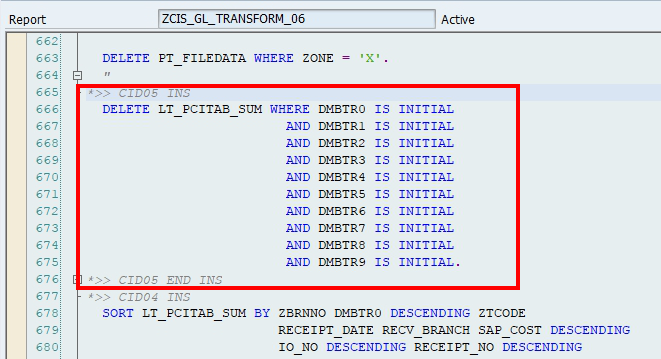 Report ZCIS_GL_TRANSFORM_06 Active
662
663 DELETE PT_FILEDATA WHERE ZONE = 'X'.
664 "
665 *>> CID05 INS
666 DELETE LT_PCITAB_SUM WHERE DMBTR0 IS INITIAL
667 AND DMBTR1 IS INITIAL
668 AND DMBTR2 IS INITIAL
669 AND DMBTR3 IS INITIAL
670 AND DMBTR4 IS INITIAL
671 AND DMBTR5 IS INITIAL
672 AND DMBTR6 IS INITIAL
673 AND DMBTR7 IS INITIAL
674 AND DMBTR8 IS INITIAL
675 AND DMBTR9 IS INITIAL.
676 *>> CID05 END INS
677 *>> CID04 INS
678 SORT LT_PCITAB_SUM BY ZBRNNO DMBTR0 DESCENDING ZTCODE
679 RECEIPT_DATE RECV_BRANCH SAP_COST DESCENDING
680 IO_NO DESCENDING RECEIPT_NO DESCENDING